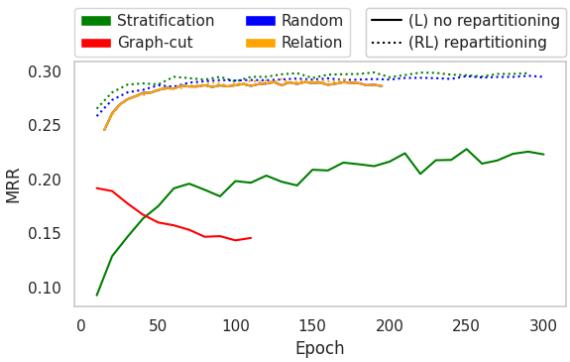 Stratification Random (L) no repartitioning
Graph-cut Relation (RL) repartitioning
0.30
0.25
0.20
0.15
0.10
MRR
0 50 100 150 200 250 300
Epoch